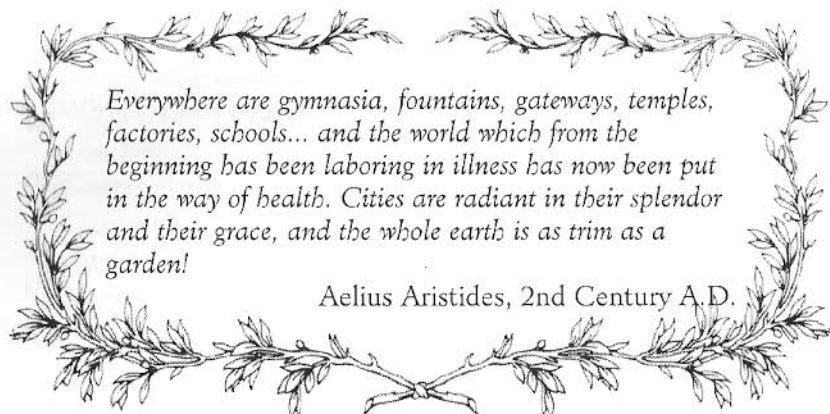 Everywhere are gymnasia, fountains, gateways, temples,
factories, schools... and the world which from the
beginning has been laboring in illness has now been put
in the way of health. Cities are radiant in their splendor
and their grace, and the whole earth is as trim as a
garden!
Aelius Aristides, 2nd Century A.D.